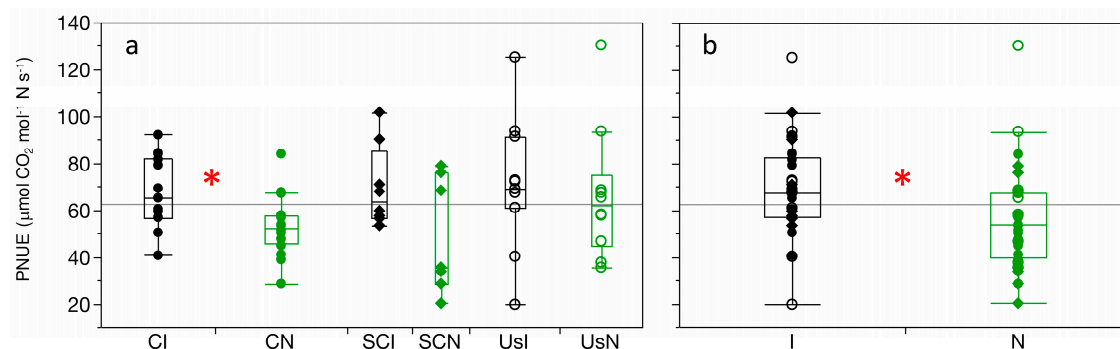 PNUE (μmol CO₂ mol⁻¹ N s⁻¹)
140
120
100
80
60
40
20
a
*
CI CN SCI SCN UsI UsN
b
*
I N